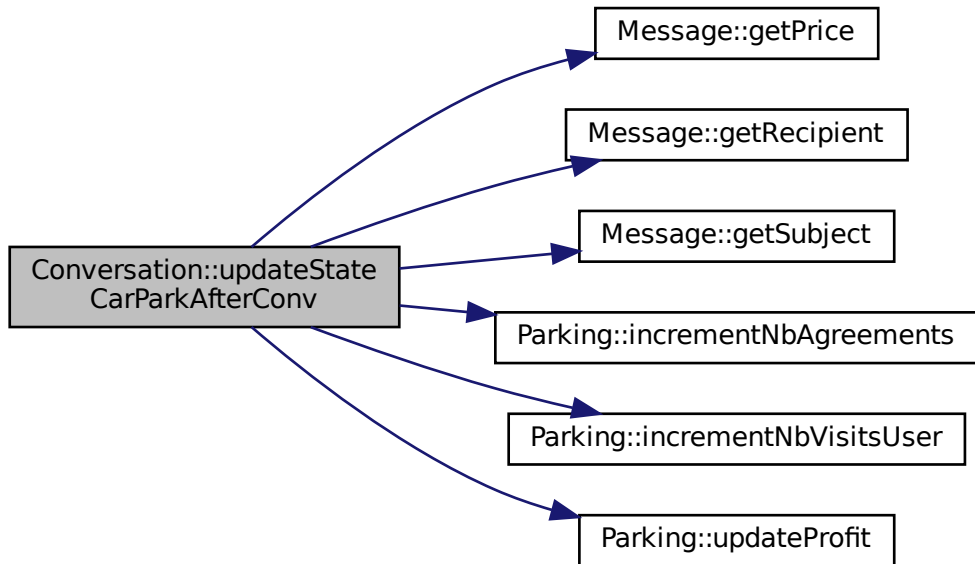 Message::getPrice
Message::getRecipient
Message::getSubject
Conversation::updateState
CarParkAfterConv
Parking::incrementNbAgreements
Parking::incrementNbVisitsUser
Parking::updateProfit